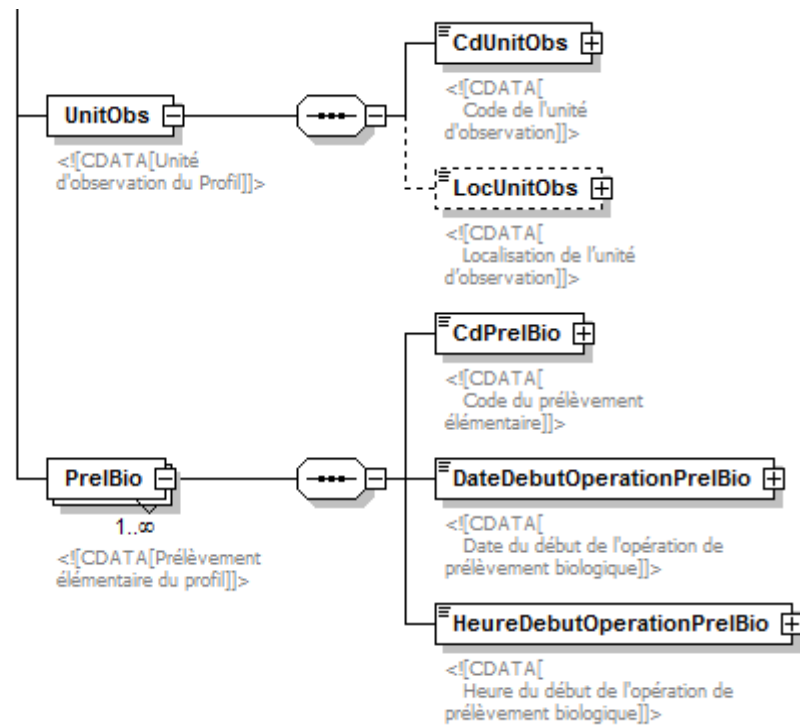 CdUnitObs
<![CDATA[
Code de l'unité
d'observation]]>
UnitObs
<![CDATA[Unité
d'observation du Profil]]>
LocUnitObs
<![CDATA[
Localisation de l'unité
d'observation]]>
CdPrelBio
<![CDATA[
Code du prélèvement
élémentaire]]>
PrelBio
1..∞
<![CDATA[Prélèvement
élémentaire du profil]]>
DateDebutOperationPrelBio
<![CDATA[
Date du début de l'opération de
prélèvement biologique]]>
HeureDebutOperationPrelBio
<![CDATA[
Heure du début de l'opération de
prélèvement biologique]]>